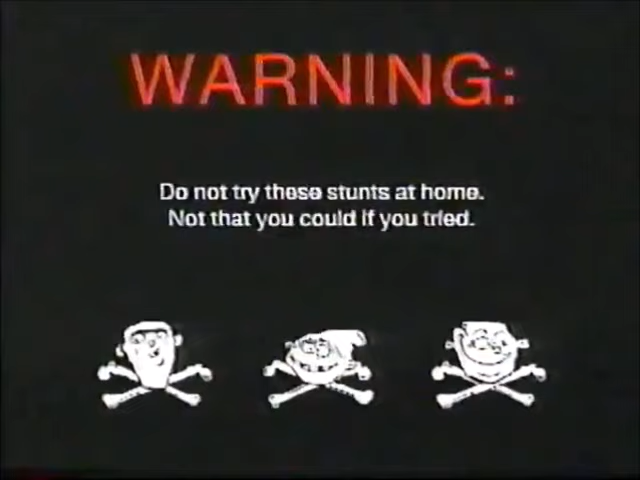 WARNING:
Do not try these stunts at home.
Not that you could if you tried.